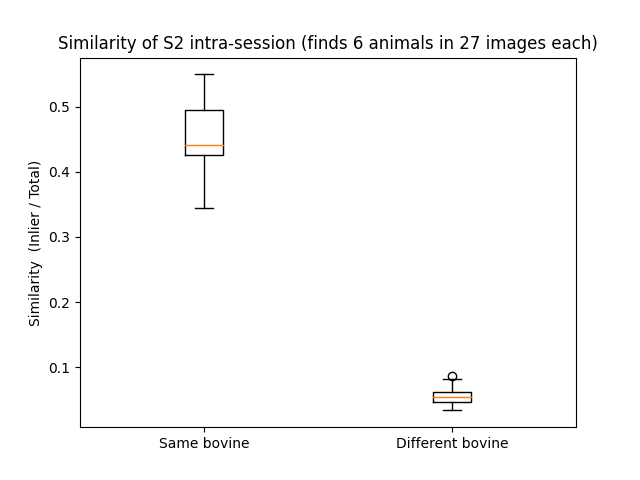 Similarity of S2 intra-session (finds 6 animals in 27 images each)
Similarity  (Inlier / Total)
0.5
0.4
0.3
0.2
0.1
Same bovine
Different bovine